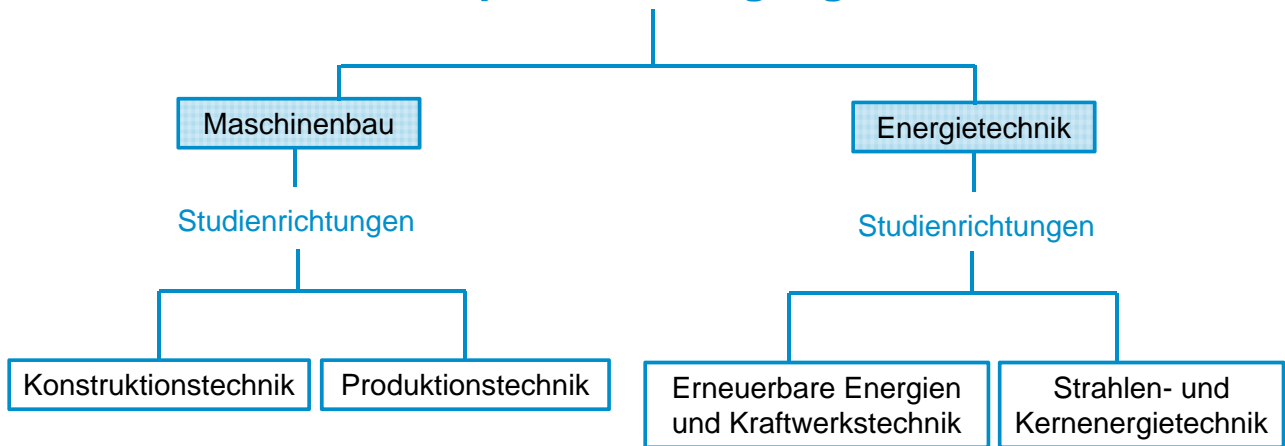 Maschinenbau
Energietechnik
Studienrichtungen
Studienrichtungen
Konstruktionstechnik
Produktionstechnik
Erneuerbare Energien
und Kraftwerkstechnik
Strahlen- und
Kernenergietechnik